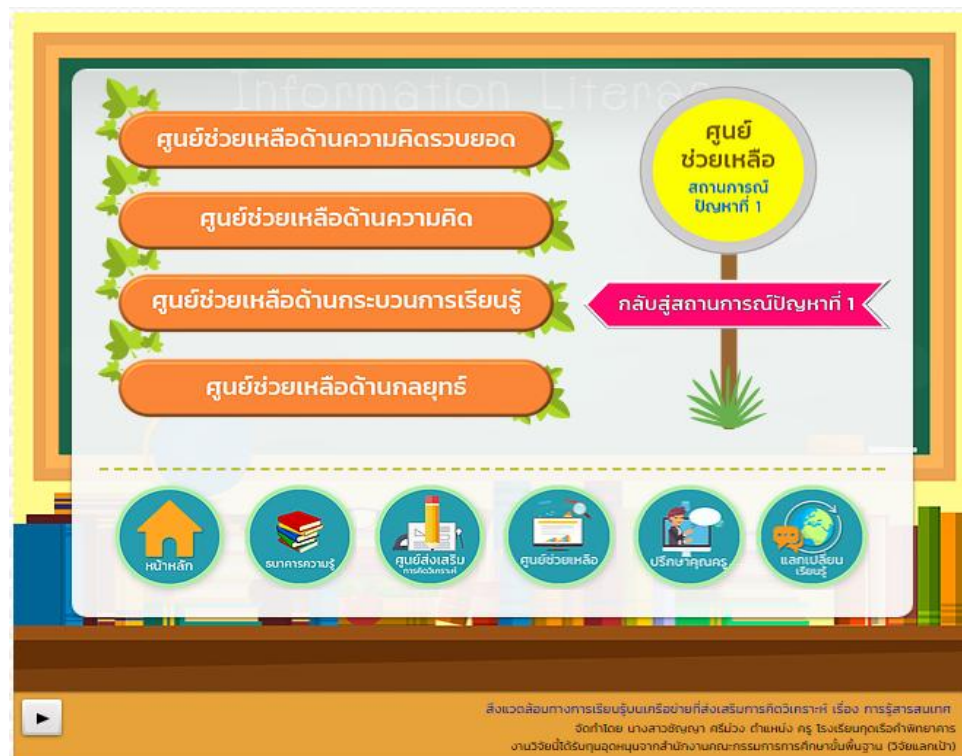 Information Literac
ศูนย์ช่วยเหลือด้านความคิดรวบยอด
ศูนย์ช่วยเหลือด้านความคิด
ศูนย์ช่วยเหลือด้านกระบวนการเรียนรู้
ศูนย์ช่วยเหลือด้านกลยุทธ์
ศูนย์
ช่วยเหลือ
สถานการณ์
ปัญหาที่ 1
กลับสู่สถานการณ์ปัญหาที่ 1
หน้าหลัก
ธนาคารความรู้
ศูนย์ส่งเสริม
การคิดวิเคราะห์
ศูนย์ช่วยเหลือ
ปรึกษาคุณครู
แลกเปลี่ยน
เรียนรู้
สิ่งแวดล้อมทางการเรียนรู้บนเครือข่ายที่ส่งเสริมการคิดวิเคราะห์ เรื่อง การรู้สารสนเทศ
จัดทำโดย นางสาวชัญญา ศรีม่วง ตำแหน่ง ครู โรงเรียนกุดเรือคำพิทยาคาร
งานวิจัยนี้ได้รับทุนอุดหนุนจากสำนักงานคณะกรรมการการศึกษาขั้นพื้นฐาน (วิจัยแลกเป้า)